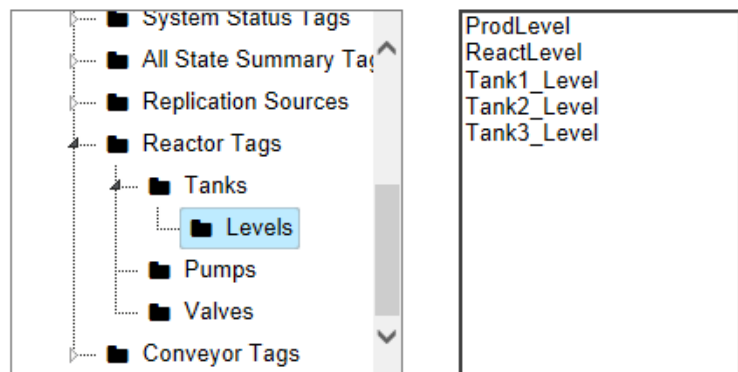 System Status Tags
All State Summary Tag
Replication Sources
Reactor Tags
Tanks
Levels
Pumps
Valves
Conveyor Tags
ProdLevel
ReactLevel
Tank1_Level
Tank2_Level
Tank3_Level